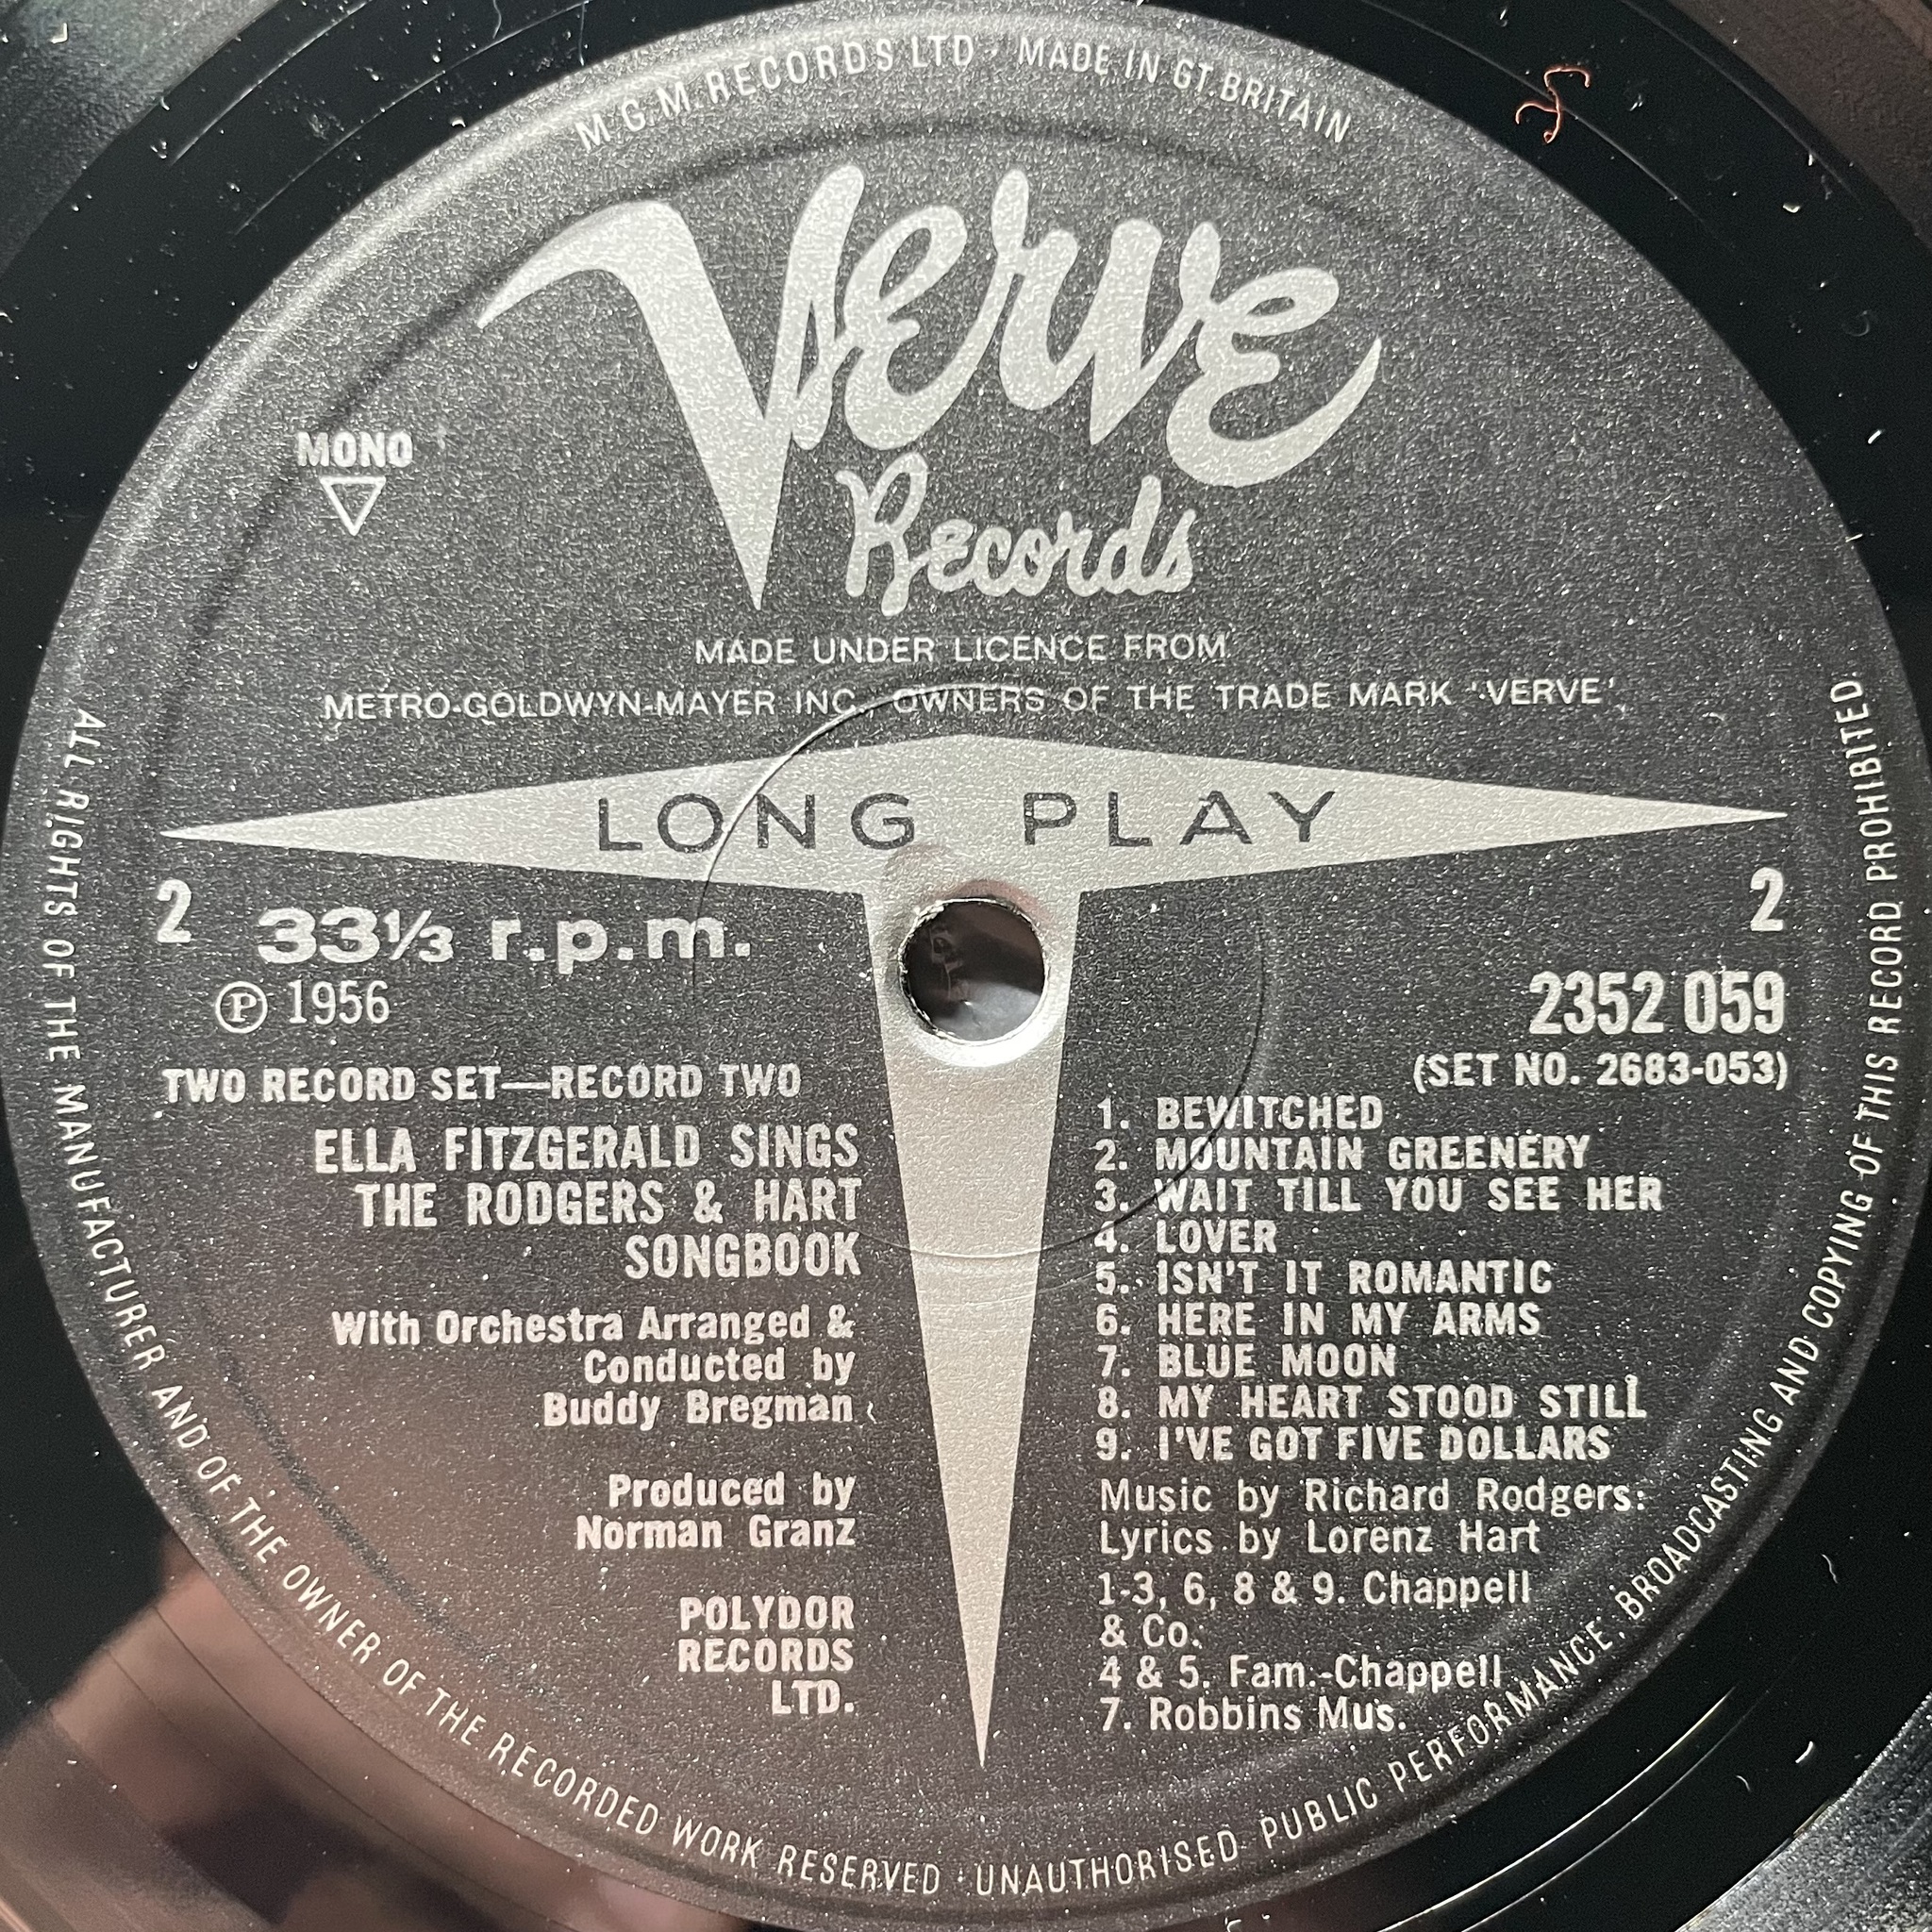 M G M RECORDS LTD · MADE IN GT. BRITAIN
Verve
Records
MONO
MADE UNDER LICENCE FROM
METRO-GOLDWYN-MAYER INC., OWNERS OF THE TRADE MARK 'VERVE'
LONG PLAY
2
33⅓ r.p.m.
℗ 1956
TWO RECORD SET—RECORD TWO
ELLA FITZGERALD SINGS
THE RODGERS & HART
SONGBOOK
With Orchestra Arranged &
Conducted by
Buddy Bregman
Produced by
Norman Granz
POLYDOR
RECORDS
LTD.
2
2352 059
(SET NO. 2683-053)
1. BEWITCHED
2. MOUNTAIN GREENERY
3. WAIT TILL YOU SEE HER
4. LOVER
5. ISN'T IT ROMANTIC
6. HERE IN MY ARMS
7. BLUE MOON
8. MY HEART STOOD STILL
9. I'VE GOT FIVE DOLLARS
Music by Richard Rodgers:
Lyrics by Lorenz Hart
1-3, 6, 8 & 9. Chappell
& Co.
4 & 5. Fam.-Chappell
7. Robbins Mus.
ALL RIGHTS OF THE MANUFACTURER AND OF THE OWNER OF THE RECORDED WORK RESERVED · UNAUTHORISED PUBLIC PERFORMANCE, BROADCASTING AND COPYING OF THIS RECORD PROHIBITED